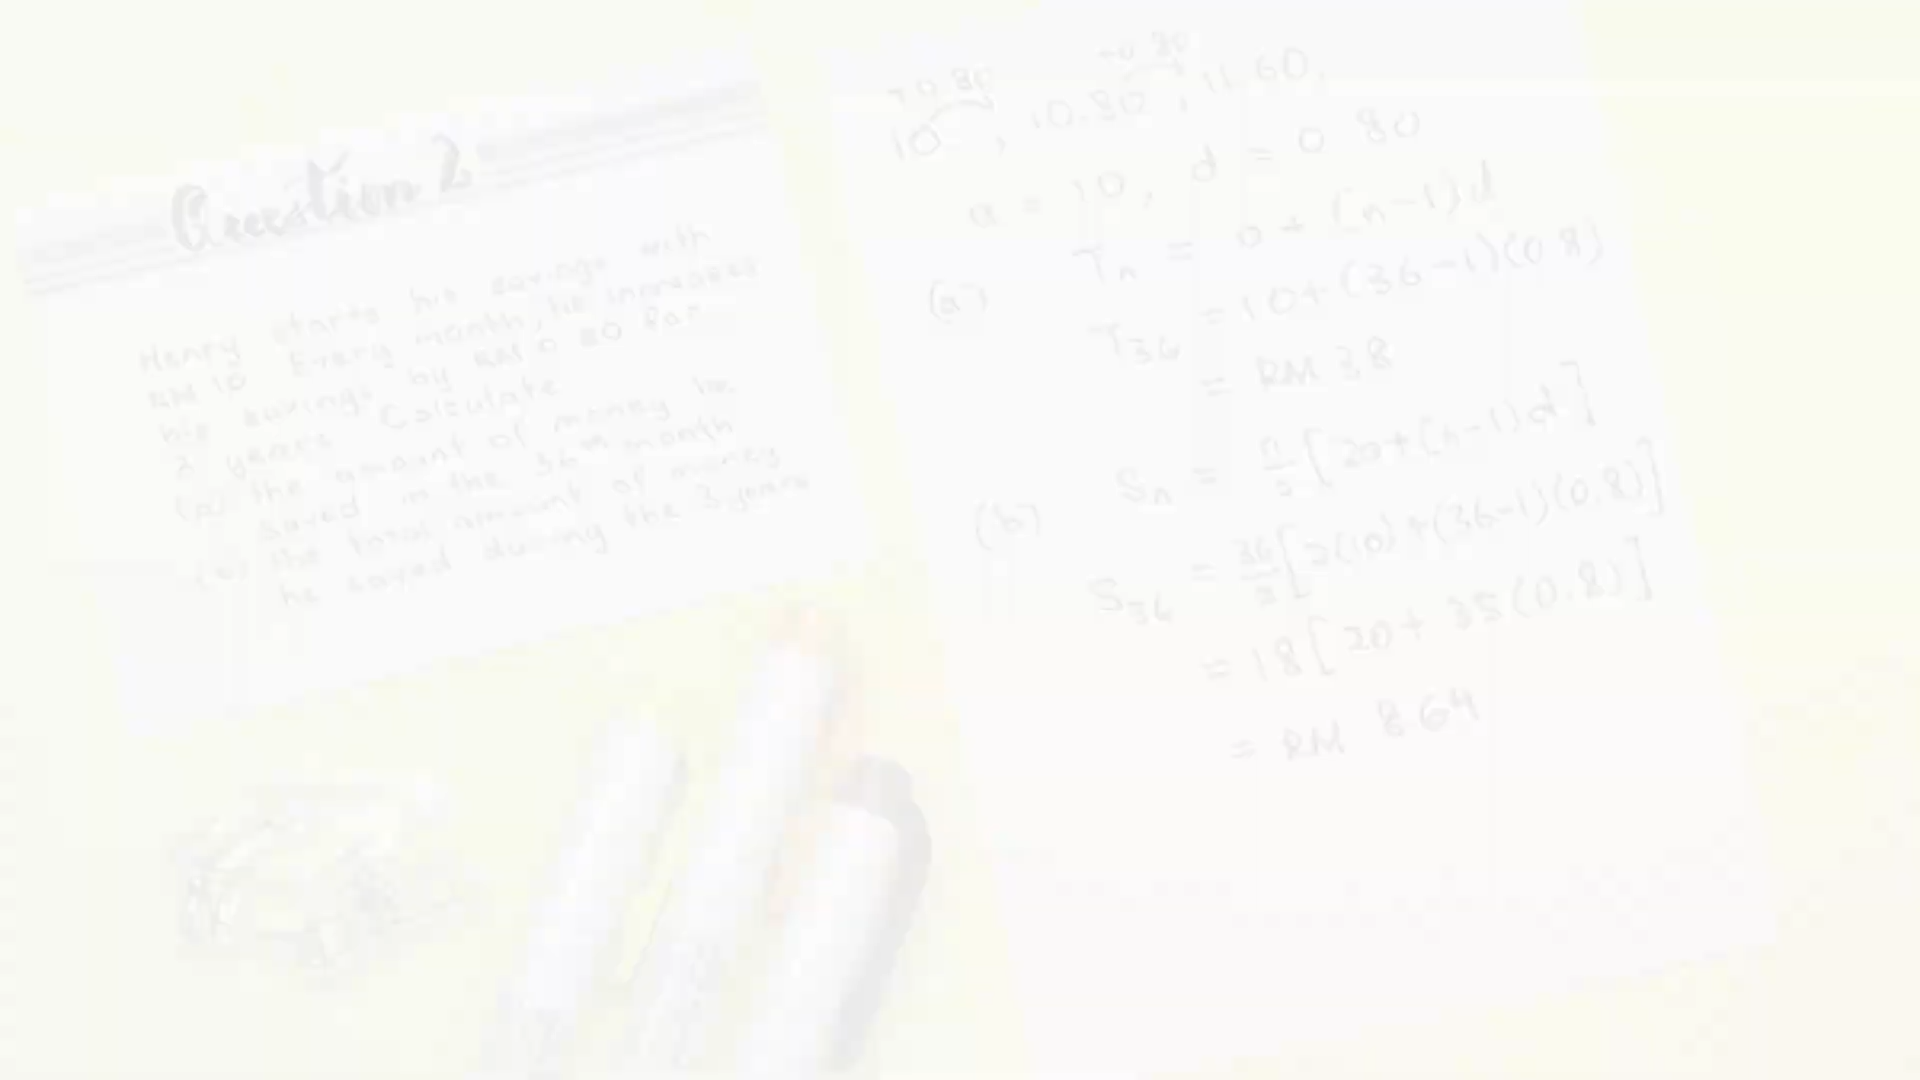 Question 2
Henry starts his savings with
RM 10 Every month, he increases
his savings by RM 0 80 for
years Calculate
(a) the amount of money he
saved in the 36th month
the total amount of money
he saved during the 3 years
+0 80
10, 10.80, 11.60.
a = 10, d = 0 80
(a) Tn = a + (n-1)d
T36 = 10+(36-1)(0 8)
= RM 38
(b) Sn = n/2[2a+(n-1)d]
S36 = 36/2[2(10)+(36-1)(0.8)]
= 18[20+35(0.8)]
= RM 864